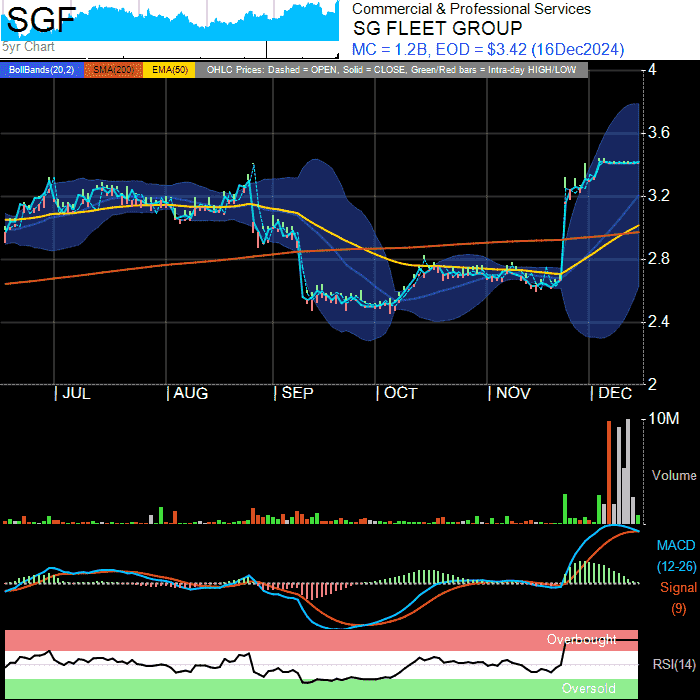 SGF
5yr Chart
Commercial & Professional Services
SG FLEET GROUP
MC = 1.2B, EOD = $3.42 (16Dec2024)
BollBands(20,2) SMA(200) EMA(50) OHLC Prices: Dashed = OPEN, Solid = CLOSE, Green/Red bars = Intra-day HIGH/LOW
4
3.6
3.2
2.8
2.4
2
| JUL | AUG | SEP | OCT | NOV | DEC
10M
Volume
MACD
(12-26)
Signal
(9)
Overbought
RSI(14)
Oversold